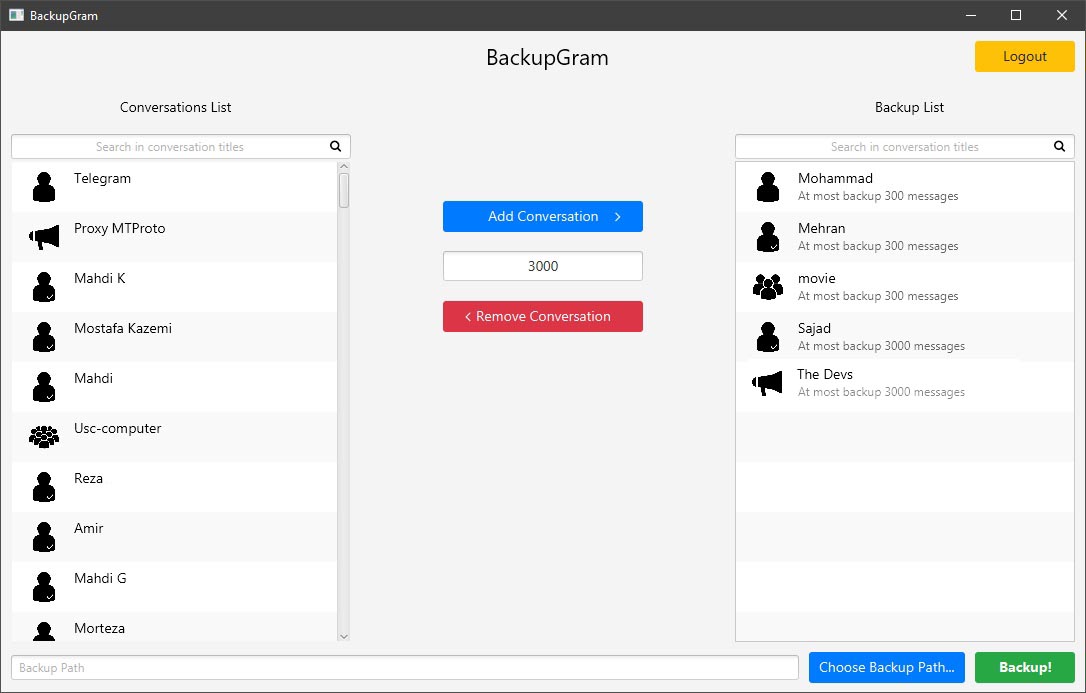 BackupGram
BackupGram
Logout
Conversations List
Search in conversation titles
Telegram
Proxy MTProto
Mahdi K
Mostafa Kazemi
Mahdi
Usc-computer
Reza
Amir
Mahdi G
Morteza
Add Conversation >
3000
< Remove Conversation
Backup List
Search in conversation titles
Mohammad
At most backup 300 messages
Mehran
At most backup 300 messages
movie
At most backup 300 messages
Sajad
At most backup 3000 messages
The Devs
At most backup 3000 messages
Backup Path
Choose Backup Path...
Backup!